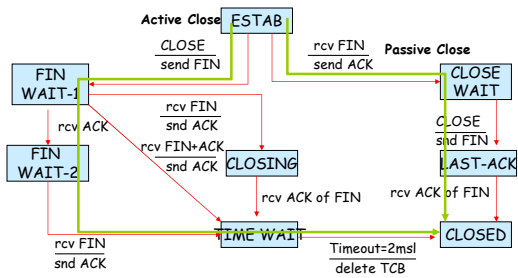 Active Close
ESTAB
CLOSE
send FIN
rcv FIN
send ACK
Passive Close
FIN
WAIT-1
CLOSE
WAIT
rcv FIN
snd ACK
rcv ACK
rcv FIN+ACK
snd ACK
CLOSE
snd FIN
FIN
WAIT-2
CLOSING
LAST-ACK
rcv ACK of FIN
rcv ACK of FIN
TIME WAIT
CLOSED
rcv FIN
snd ACK
Timeout=2msl
delete TCB